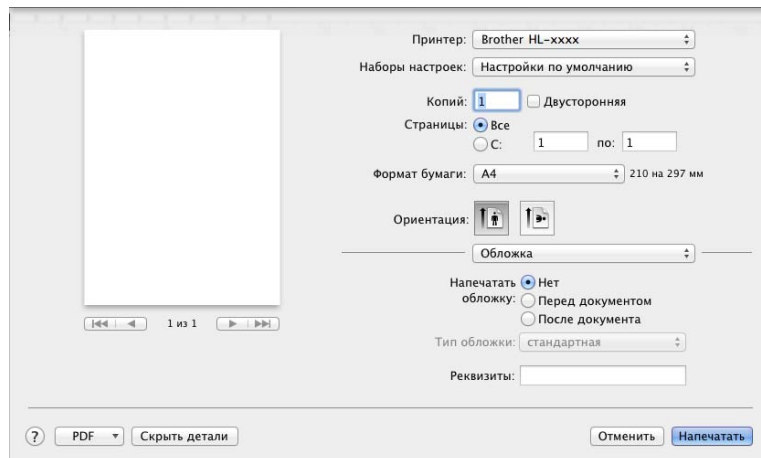 Принтер: Brother HL-xxxx
Наборы настроек: Настройки по умолчанию
Копий: 1 Двусторонняя
Страницы: Все
С: 1 по: 1
Формат бумаги: A4 210 на 297 мм
Ориентация:
Обложка
Напечатать обложку: Нет
Перед документом
После документа
Тип обложки: стандартная
Реквизиты:
1 из 1
? PDF Скрыть детали Отменить Напечатать